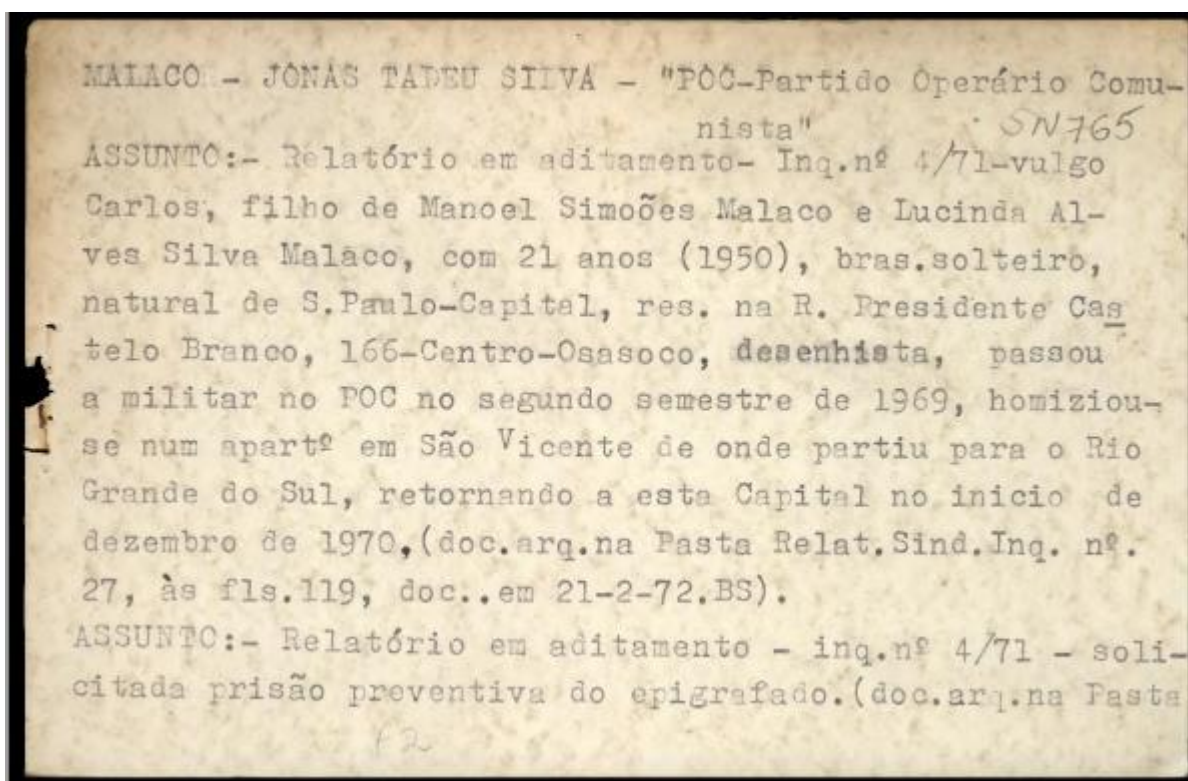 MALACO - JONAS TADEU SILVA - "POC-Partido Operário Comu-
nista" SN765
ASSUNTO:- Relatório em aditamento- Inq.nº 4/71-vulgo
Carlos, filho de Manoel Simoões Malaco e Lucinda Al-
ves Silva Malaco, com 21 anos (1950), bras.solteiro,
natural de S.Paulo-Capital, res. na R. Presidente Cas
telo Branco, 166-Centro-Osasoco, desenhista, passou
a militar no POC no segundo semestre de 1969, homiziou-
se num apartº em São Vicente de onde partiu para o Rio
Grande do Sul, retornando a esta Capital no inicio de
dezembro de 1970,(doc.arq.na Pasta Relat.Sind.Inq. nº.
27, às fls.119, doc..em 21-2-72.BS).
ASSUNTO:- Relatório em aditamento - inq.nº 4/71 - soli-
citada prisão preventiva do epigrafado.(doc.arq.na Pasta